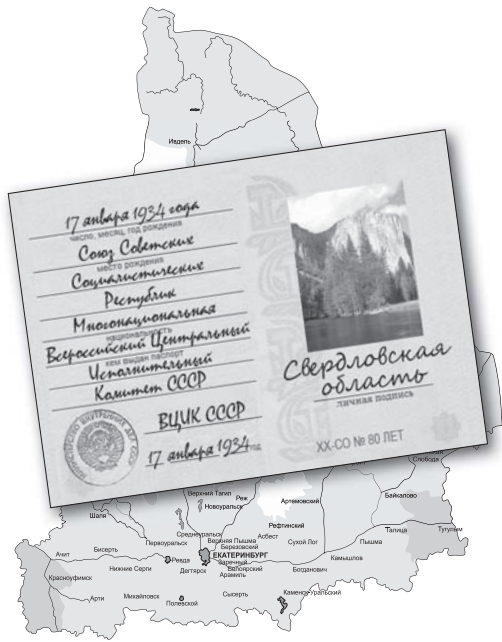 Ивдель
17 января 1934 года
число, месяц, год рождения
Союз Советских
место рождения
Социалистических
Республик
Многонациональная
национальность
Всероссийский Центральный
кем выдан паспорт
Исполнительный
Комитет СССР
ВЦИК СССР
17 января 1934 год
Свердловская
область
личная подпись
XX-СО № 80 ЛЕТ
Слобода
Верхний Тагил
Реж
Артемовский
Байкалово
Новоуральск
Шаля
Рефтинский
Среднеуральск
Первоуральск
Верхняя Пышма
Асбест
Сухой Лог
Пышма
Талица
Тугулым
Березовский
Ачит
Бисерть
ЕКАТЕРИНБУРГ
Ревда
Заречный
Камышлов
Нижние Серги
Дегтярск
Белоярский
Богданович
Арамиль
Красноуфимск
Арти
Михайловск
Полевской
Сысерть
Каменск-Уральский